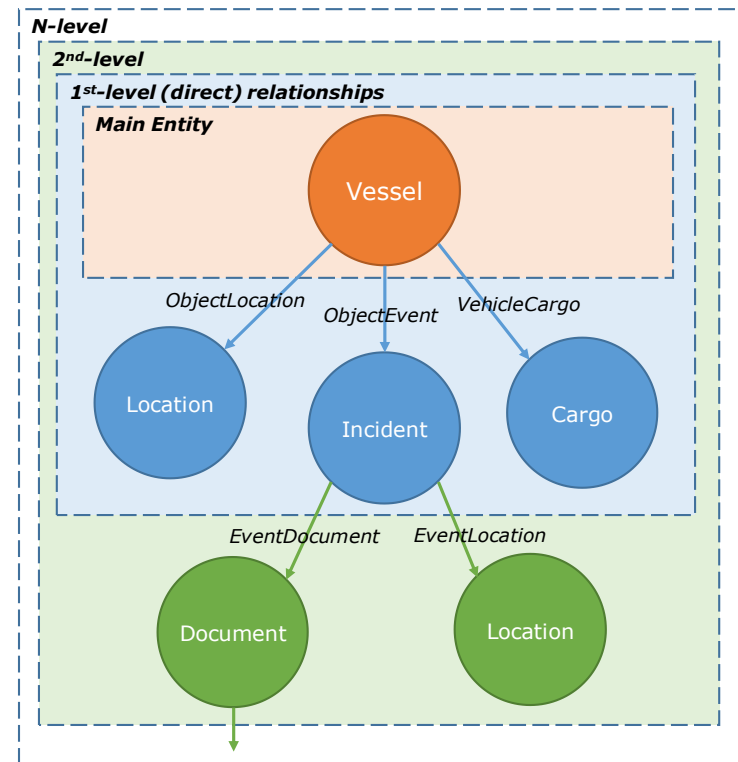 N-level
2nd-level
1st-level (direct) relationships
Main Entity
Vessel
ObjectLocation
ObjectEvent
VehicleCargo
Location
Incident
Cargo
EventDocument
EventLocation
Document
Location